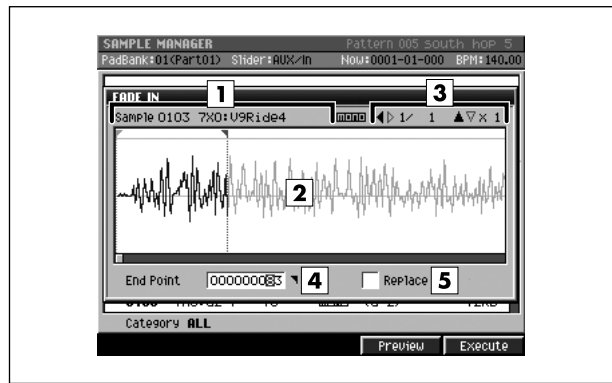 SAMPLE MANAGER Pattern 005 south hop 5
PadBank:01(Part01) Slider:AUX/In Now:0001-01-000 BPM:140.00
FADE IN
1 3
Sample 0103 7X0:V9Ride4 mono 1/ 1 x 1
2
End Point 000000083 4 Replace 5
Category ALL
Preview Execute